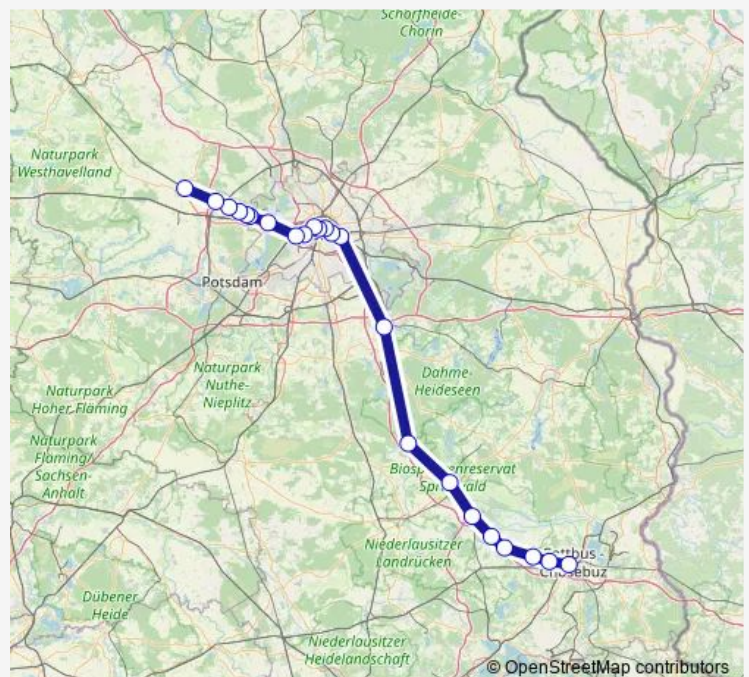 Schorfheide-
Chorin
Naturpark
Westhavelland
Potsdam
Naturpark
Nuthe-
Nieplitz
Dahme-
Heideseen
Naturpark
Hoher Fläming
Naturpark
Fläming/
Sachsen-
Anhalt
Niederlausitzer
Landrücken
Dübener
Heide
Niederlausitzer
Heidelandschaft
© OpenStreetMap contributors